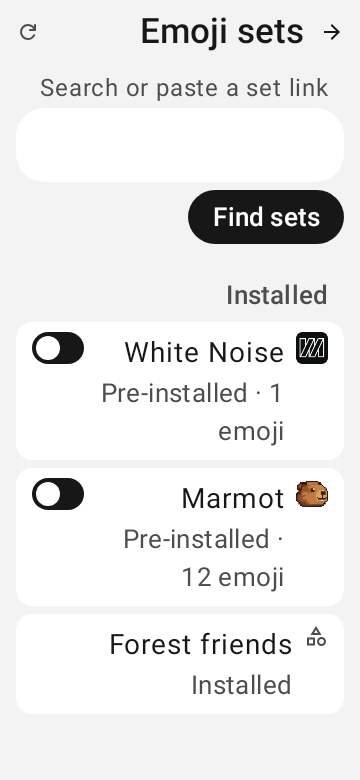 Emoji sets
Search or paste a set link
Find sets
Installed
White Noise
Pre-installed · 1
emoji
Marmot
Pre-installed ·
12 emoji
Forest friends
Installed